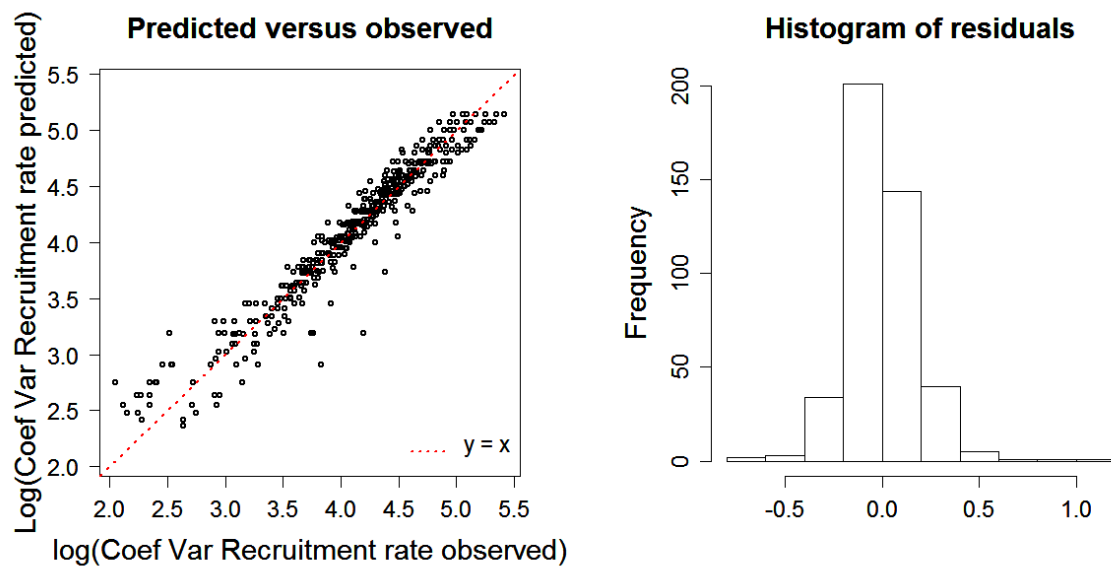 Predicted versus observed
Log(Coef Var Recruitment rate predicted)
5.5
5.0
4.5
4.0
3.5
3.0
2.5
2.0
y = x
2.0 2.5 3.0 3.5 4.0 4.5 5.0 5.5
log(Coef Var Recruitment rate observed)
Histogram of residuals
Frequency
200
150
100
50
0
-0.5 0.0 0.5 1.0